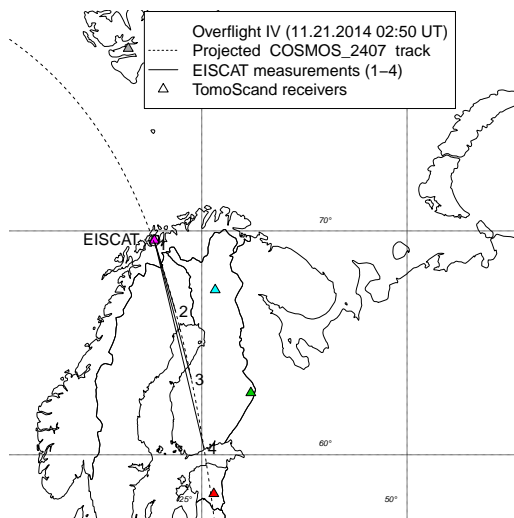 Overflight IV (11.21.2014 02:50 UT)
Projected COSMOS_2407 track
EISCAT measurements (1−4)
TomoScand receivers
70°
EISCAT 1
2
3
4
60°
25°
50°